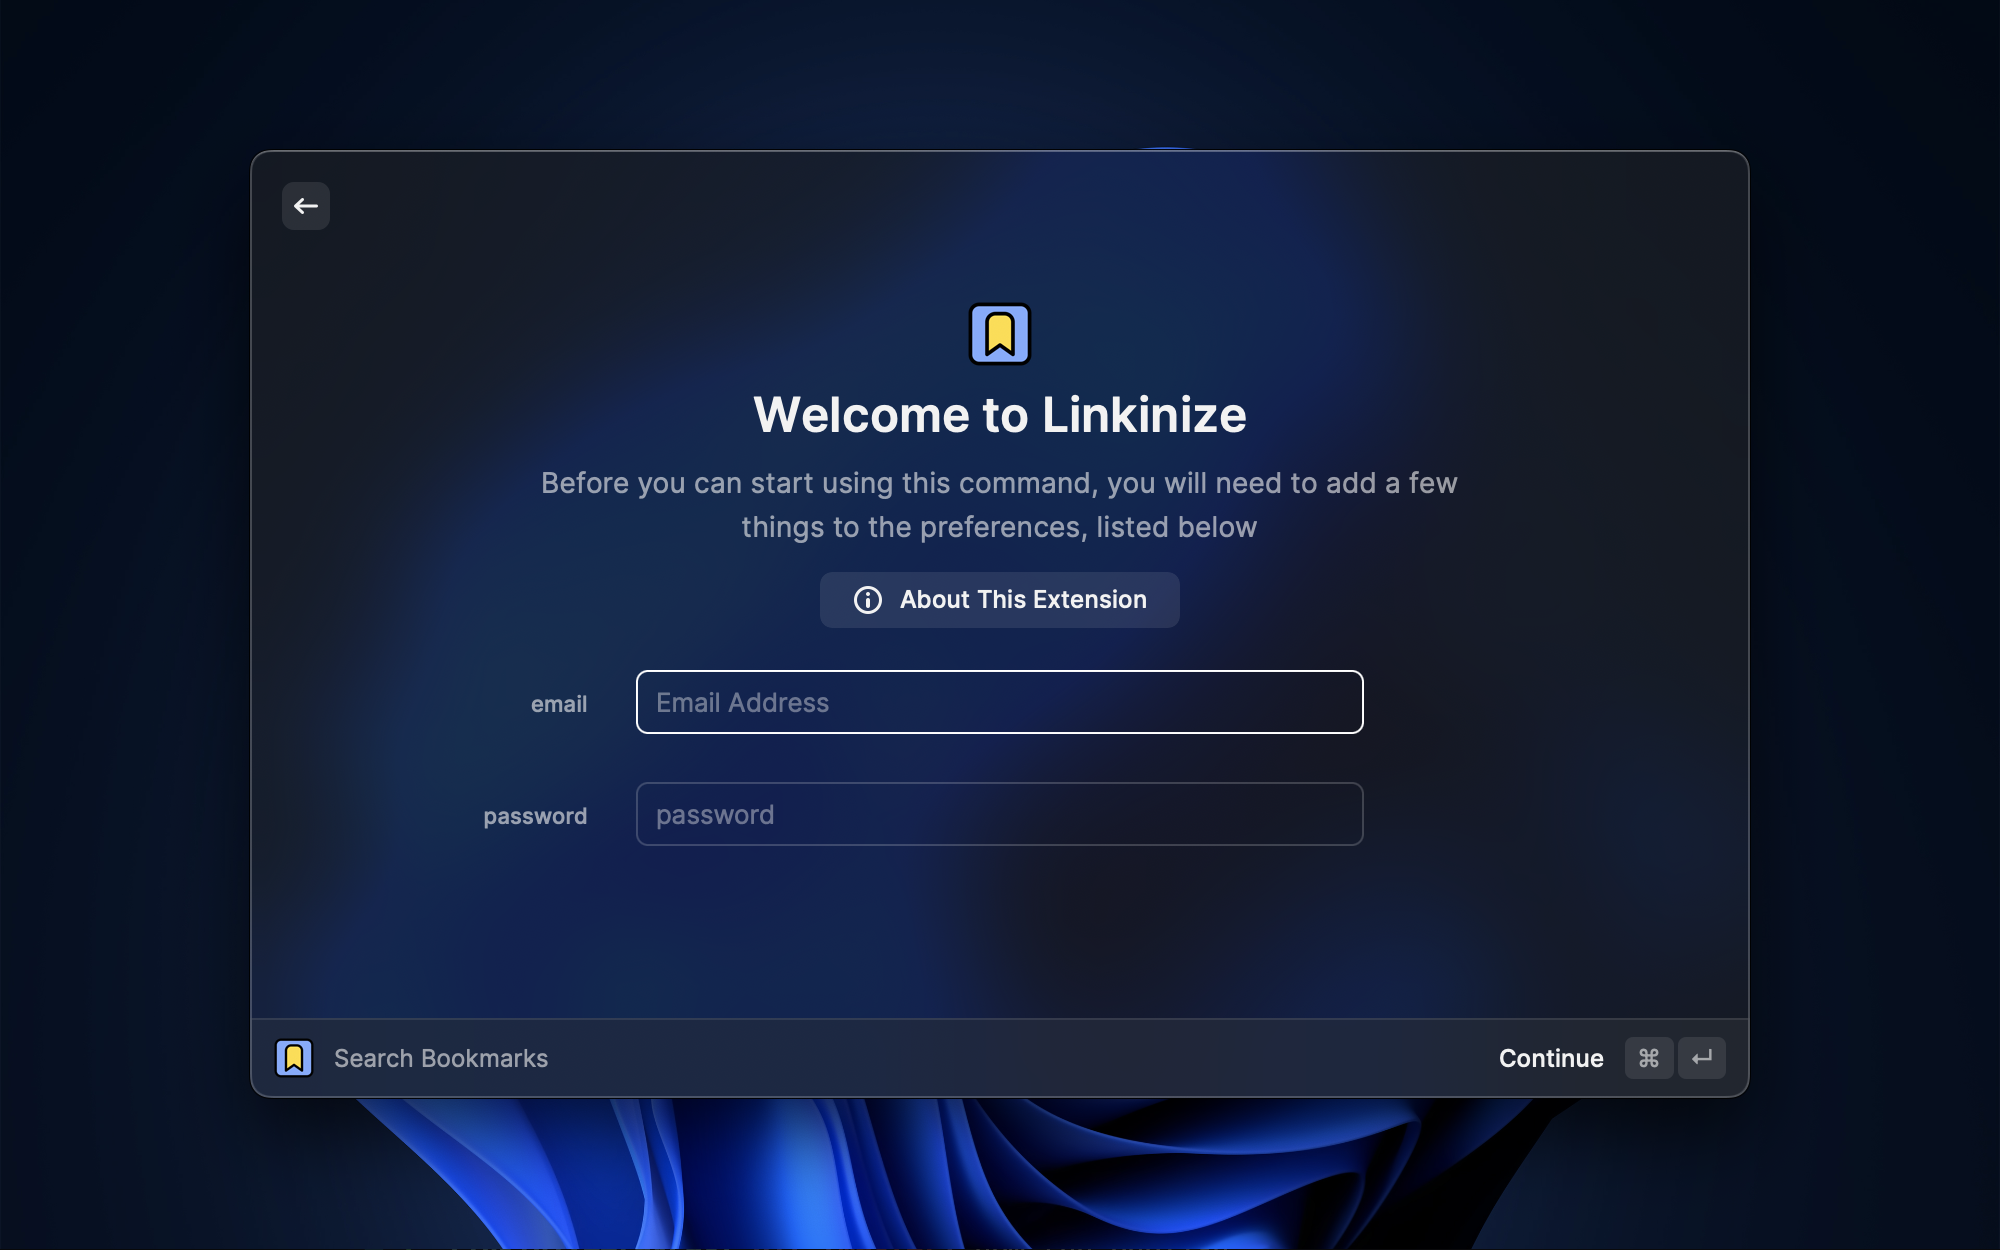 Welcome to Linkinize
Before you can start using this command, you will need to add a few
things to the preferences, listed below
About This Extension
email
Email Address
password
password
Search Bookmarks
Continue ⌘ ↵